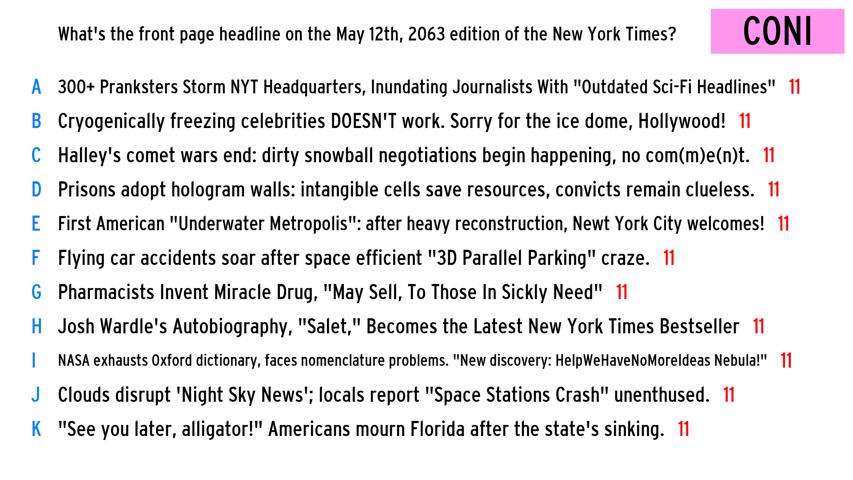 What's the front page headline on the May 12th, 2063 edition of the New York Times? CONI
A 300+ Pranksters Storm NYT Headquarters, Inundating Journalists With "Outdated Sci-Fi Headlines" 11
B Cryogenically freezing celebrities DOESN'T work. Sorry for the ice dome, Hollywood! 11
C Halley's comet wars end: dirty snowball negotiations begin happening, no com(m)e(n)t. 11
D Prisons adopt hologram walls: intangible cells save resources, convicts remain clueless. 11
E First American "Underwater Metropolis": after heavy reconstruction, Newt York City welcomes! 11
F Flying car accidents soar after space efficient "3D Parallel Parking" craze. 11
G Pharmacists Invent Miracle Drug, "May Sell, To Those In Sickly Need" 11
H Josh Wardle's Autobiography, "Salet," Becomes the Latest New York Times Bestseller 11
I NASA exhausts Oxford dictionary, faces nomenclature problems. "New discovery: HelpWeHaveNoMoreIdeas Nebula!" 11
J Clouds disrupt 'Night Sky News'; locals report "Space Stations Crash" unenthused. 11
K "See you later, alligator!" Americans mourn Florida after the state's sinking. 11